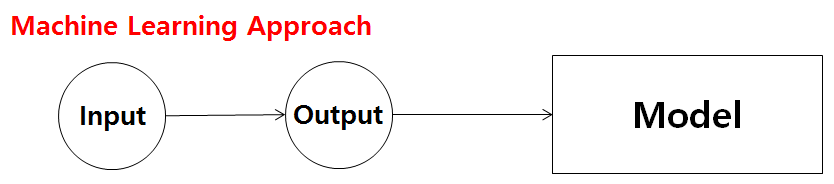 Machine Learning Approach
Input
Output
Model